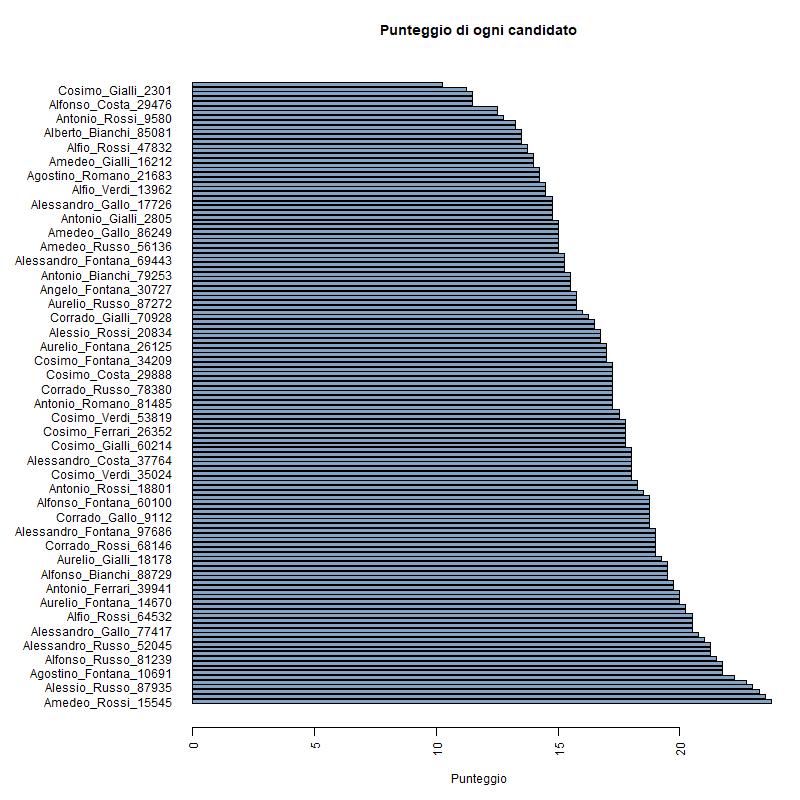 Punteggio di ogni candidato
Cosimo_Gialli_2301
Alfonso_Costa_29476
Antonio_Rossi_9580
Alberto_Bianchi_85081
Alfio_Rossi_47832
Amedeo_Gialli_16212
Agostino_Romano_21683
Alfio_Verdi_13962
Alessandro_Gallo_17726
Antonio_Gialli_2805
Amedeo_Gallo_86249
Amedeo_Russo_56136
Alessandro_Fontana_69443
Antonio_Bianchi_79253
Angelo_Fontana_30727
Aurelio_Russo_87272
Corrado_Gialli_70928
Alessio_Rossi_20834
Aurelio_Fontana_26125
Cosimo_Fontana_34209
Cosimo_Costa_29888
Corrado_Russo_78380
Antonio_Romano_81485
Cosimo_Verdi_53819
Cosimo_Ferrari_26352
Cosimo_Gialli_60214
Alessandro_Costa_37764
Cosimo_Verdi_35024
Antonio_Rossi_18801
Alfonso_Fontana_60100
Corrado_Gallo_9112
Alessandro_Fontana_97686
Corrado_Rossi_68146
Aurelio_Gialli_18178
Alfonso_Bianchi_88729
Antonio_Ferrari_39941
Aurelio_Fontana_14670
Alfio_Rossi_64532
Alessandro_Gallo_77417
Alessandro_Russo_52045
Alfonso_Russo_81239
Agostino_Fontana_10691
Alessio_Russo_87935
Amedeo_Rossi_15545
0 5 10 15 20
Punteggio